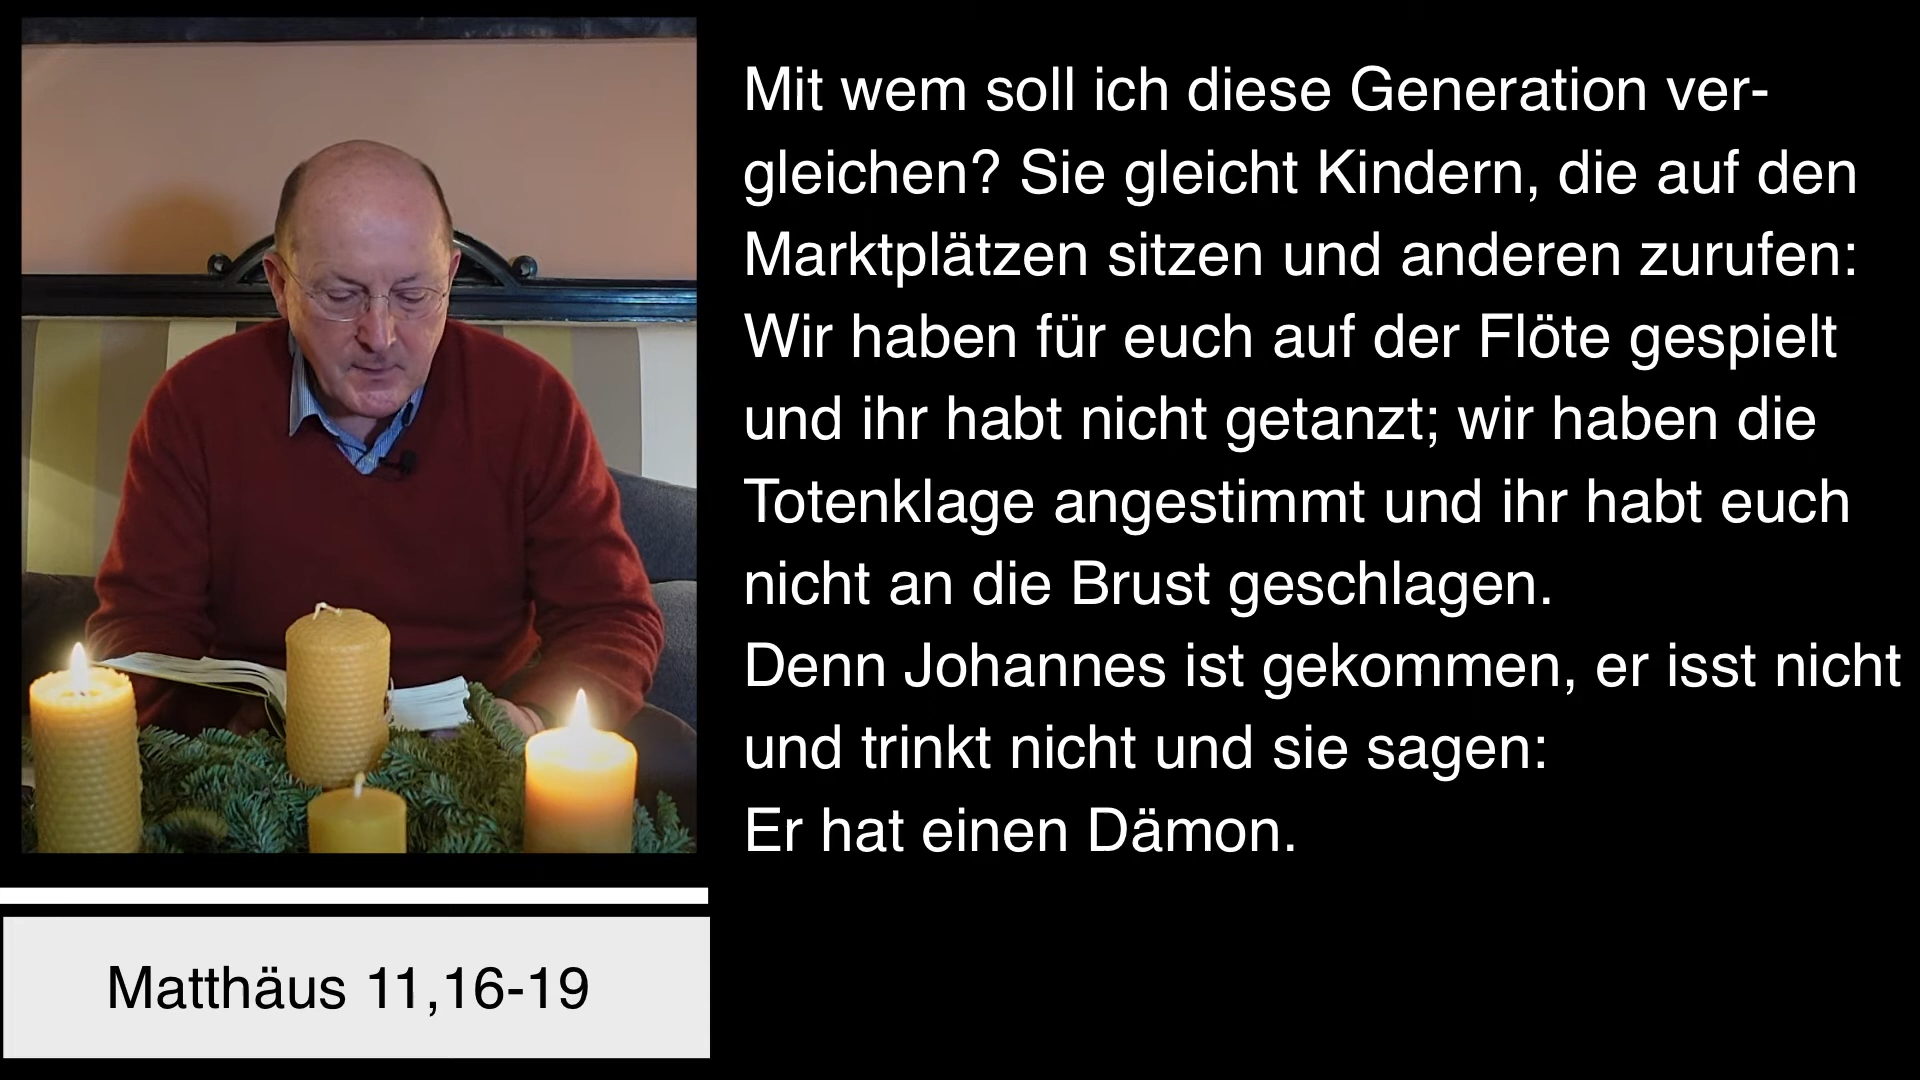 Mit wem soll ich diese Generation ver-
gleichen? Sie gleicht Kindern, die auf den
Marktplätzen sitzen und anderen zurufen:
Wir haben für euch auf der Flöte gespielt
und ihr habt nicht getanzt; wir haben die
Totenklage angestimmt und ihr habt euch
nicht an die Brust geschlagen.
Denn Johannes ist gekommen, er isst nicht
und trinkt nicht und sie sagen:
Er hat einen Dämon.
Matthäus 11,16-19